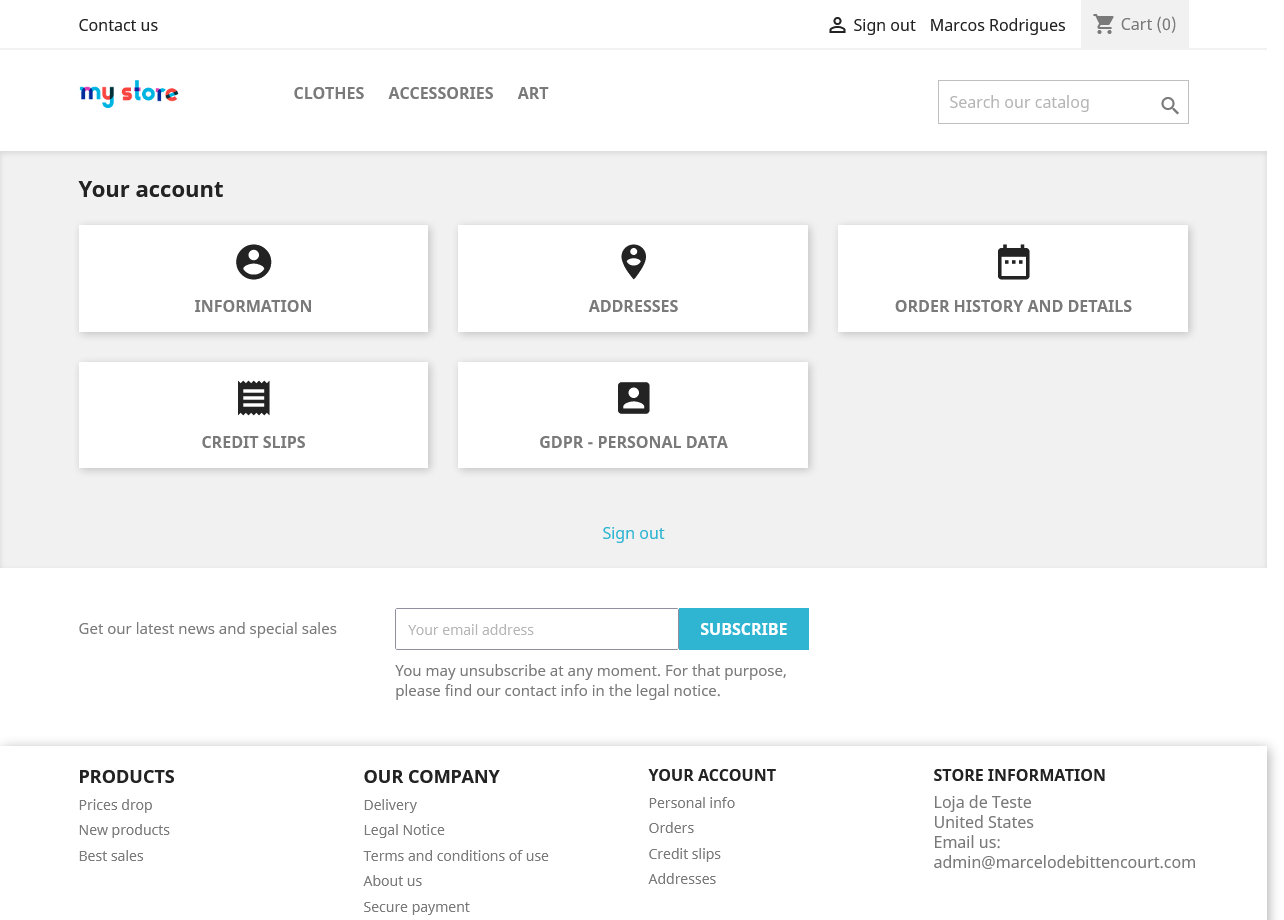 Contact us
Sign out
Marcos Rodrigues
Cart (0)
my store
CLOTHES
ACCESSORIES
ART
Search our catalog
Your account
INFORMATION
ADDRESSES
ORDER HISTORY AND DETAILS
CREDIT SLIPS
GDPR - PERSONAL DATA
Sign out
Get our latest news and special sales
Your email address
SUBSCRIBE
You may unsubscribe at any moment. For that purpose,
please find our contact info in the legal notice.
PRODUCTS
Prices drop
New products
Best sales
OUR COMPANY
Delivery
Legal Notice
Terms and conditions of use
About us
Secure payment
YOUR ACCOUNT
Personal info
Orders
Credit slips
Addresses
STORE INFORMATION
Loja de Teste
United States
Email us:
admin@marcelodebittencourt.com